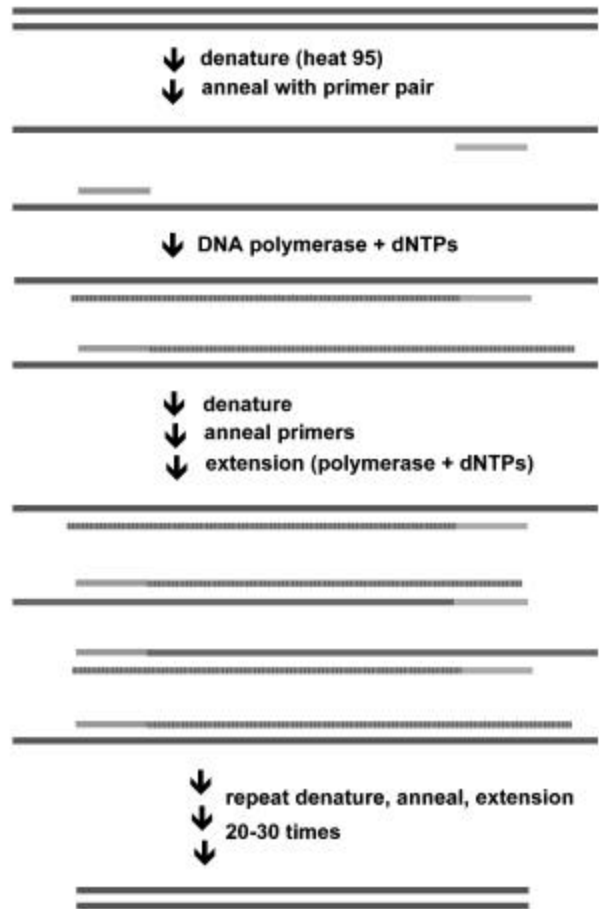 denature (heat 95)
anneal with primer pair
DNA polymerase + dNTPs
denature
anneal primers
extension (polymerase + dNTPs)
repeat denature, anneal, extension
20-30 times